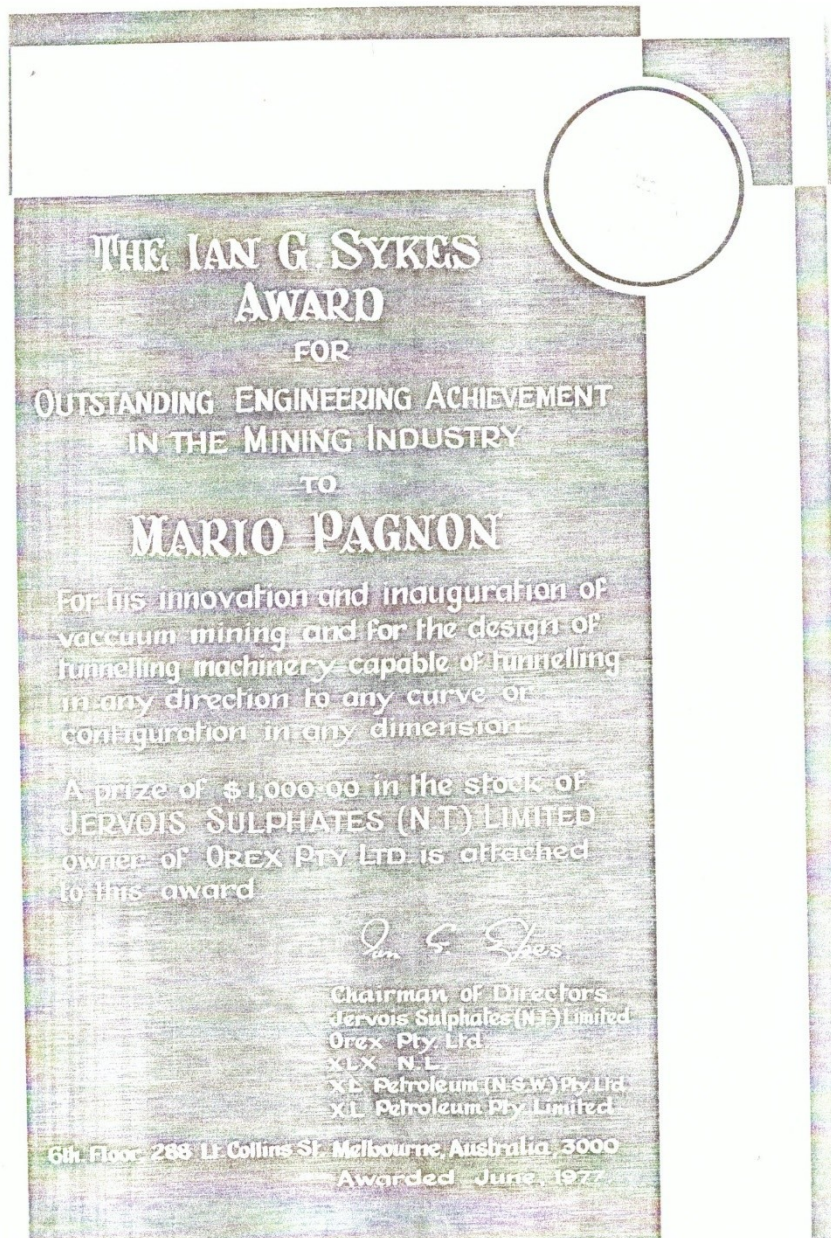 THE IAN G. SYKES
AWARD
FOR
OUTSTANDING ENGINEERING ACHIEVEMENT
IN THE MINING INDUSTRY
TO
MARIO PAGNON
For his innovation and inauguration of
vaccuum mining and for the design of
tunnelling machinery capable of tunnelling
in any direction to any curve or
configuration in any dimension.
A prize of $1,000.00 in the stock of
JERVOIS SULPHATES (N.T.) LIMITED
owner of OREX PTY LTD is attached
to this award
Ian G. Sykes
Chairman of Directors
Jervois Sulphates (N.T.) Limited
Orex Pty. Ltd.
XLX N.L.
XL Petroleum (N.S.W.) Pty. Ltd.
XL Petroleum Pty. Limited
6th. Floor, 288 Lt. Collins St. Melbourne, Australia, 3000
Awarded June, 1977